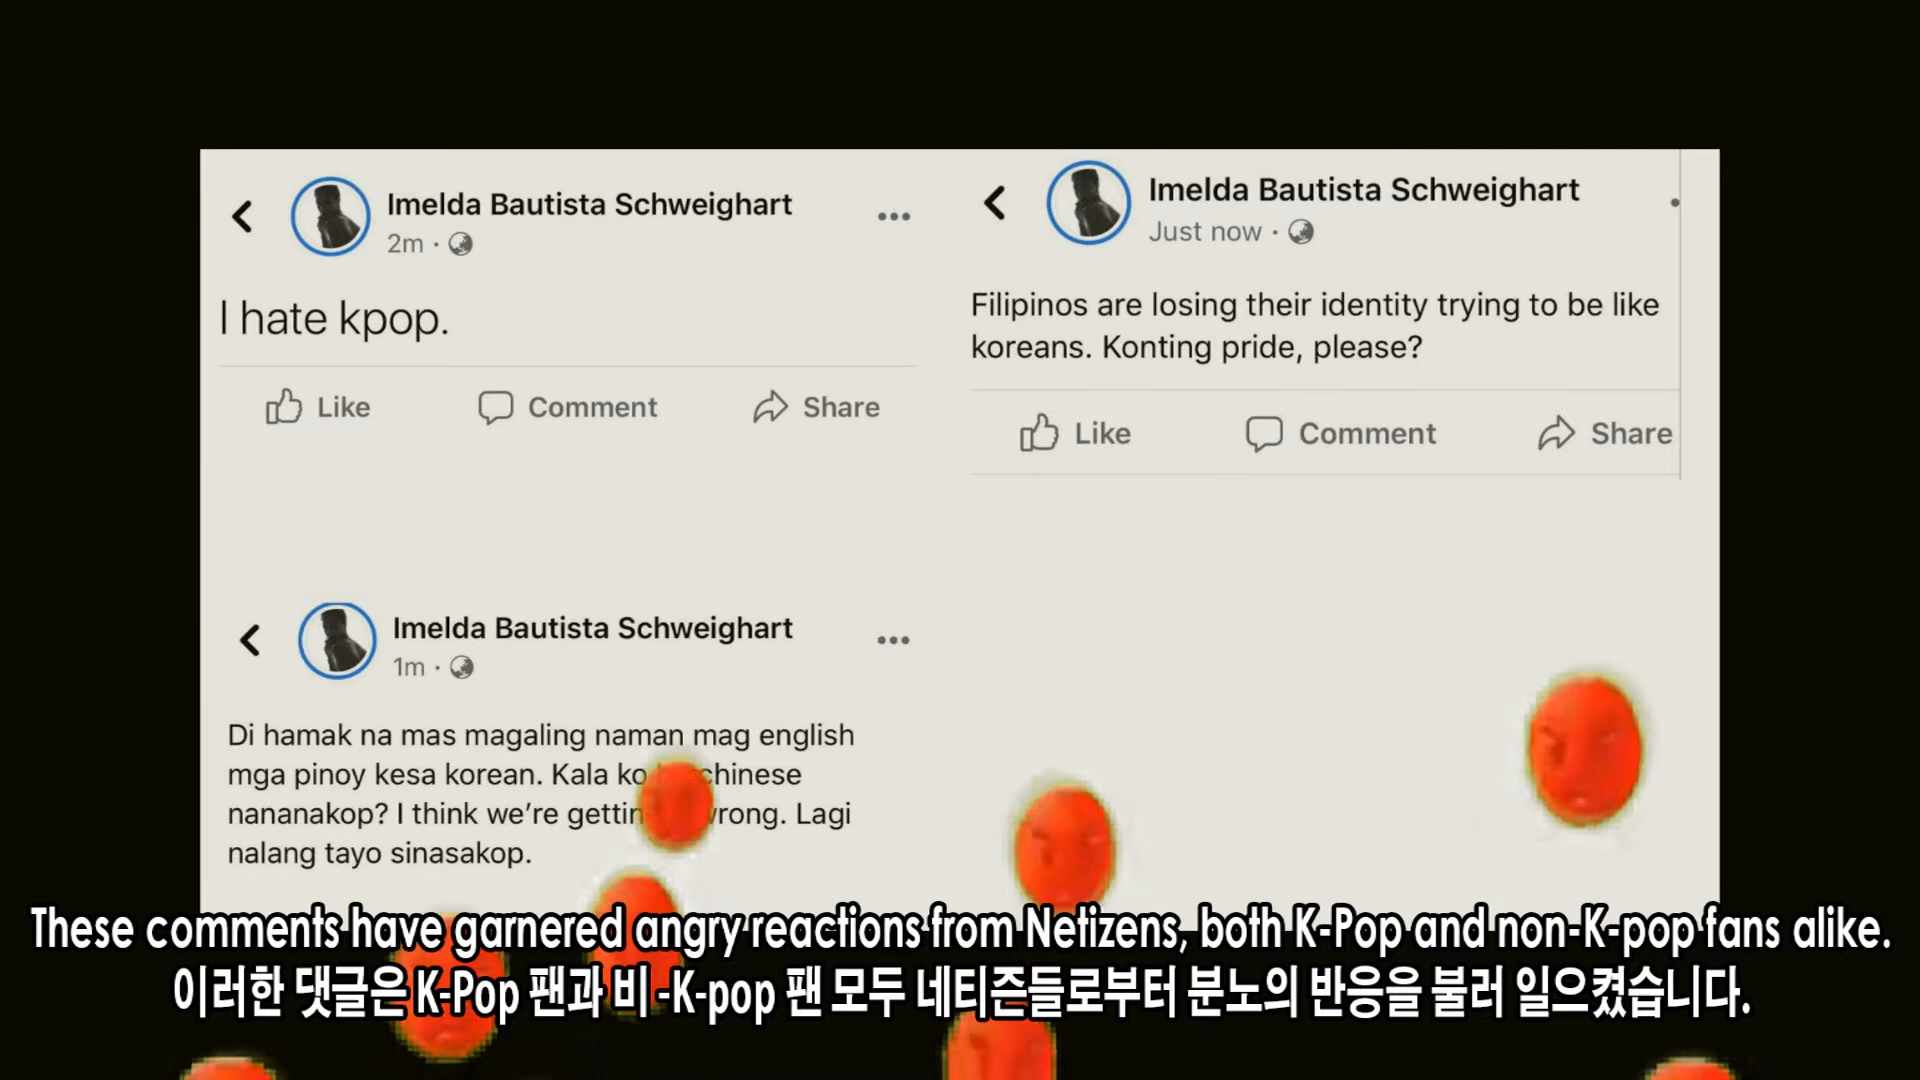 Imelda Bautista Schweighart
2m ·
I hate kpop.
Like Comment Share
Imelda Bautista Schweighart
Just now ·
Filipinos are losing their identity trying to be like
koreans. Konting pride, please?
Like Comment Share
Imelda Bautista Schweighart
1m ·
Di hamak na mas magaling naman mag english
mga pinoy kesa korean. Kala ko chinese
nananakop? I think we're Lagi
nalang tayo sinasakop.
These comments have garnered angry reactions from Netizens, both K-Pop and non-K-pop fans alike.
이러한 댓글은 K-Pop 팬과 비 -K-pop 팬 모두 네티즌들로부터 분노의 반응을 불러 일으켰습니다.